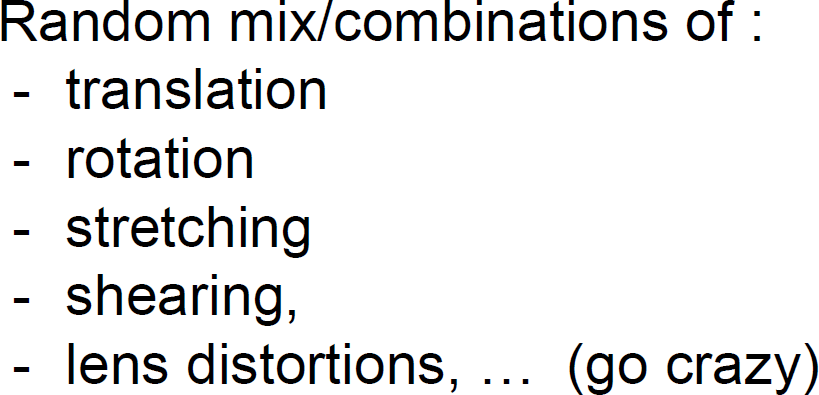 Random mix/combinations of :
- translation
- rotation
- stretching
- shearing,
- lens distortions, … (go crazy)